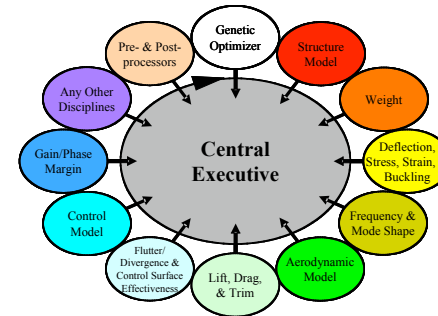 Genetic
Optimizer
Structure
Model
Weight
Deflection,
Stress, Strain,
Buckling
Frequency &
Mode Shape
Aerodynamic
Model
Lift, Drag,
& Trim
Flutter/
Divergence &
Control Surface
Effectiveness
Control
Model
Gain/Phase
Margin
Any Other
Disciplines
Pre- & Post-
processors
Central
Executive